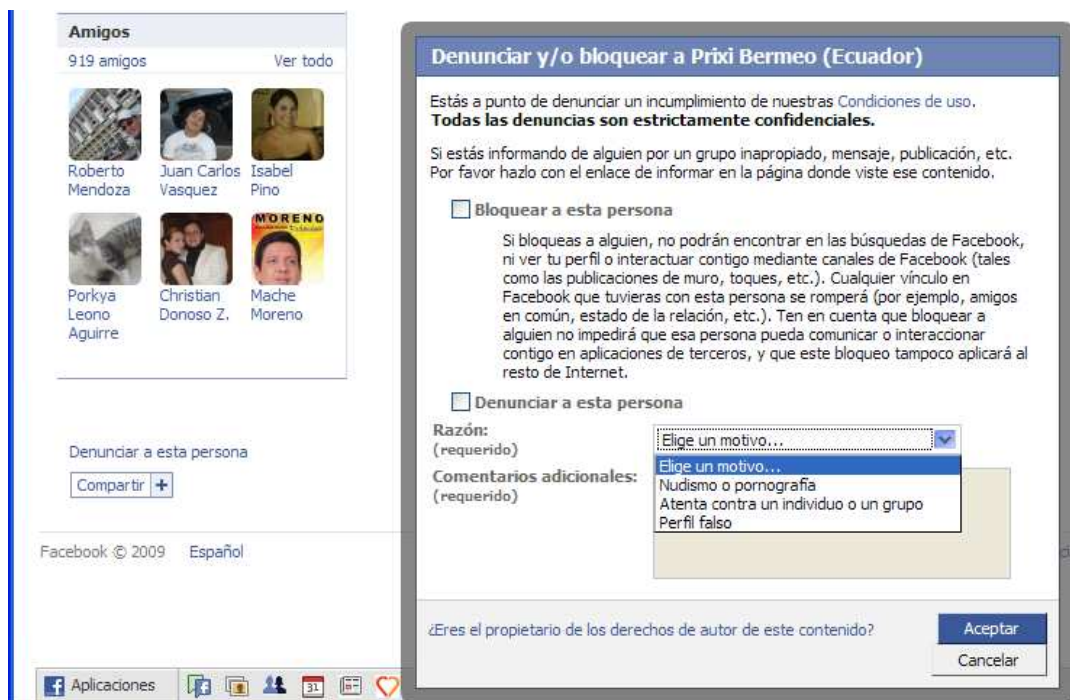 Amigos
919 amigos Ver todo
Roberto Mendoza
Juan Carlos Vasquez
Isabel Pino
MORENO
Porkya Leono Aguirre
Christian Donoso Z.
Mache Moreno
Denunciar a esta persona
Compartir +
Facebook © 2009 Español
Aplicaciones
31
Denunciar y/o bloquear a Prixi Bermeo (Ecuador)
Estás a punto de denunciar un incumplimiento de nuestras Condiciones de uso.
Todas las denuncias son estrictamente confidenciales.
Si estás informando de alguien por un grupo inapropiado, mensaje, publicación, etc.
Por favor hazlo con el enlace de informar en la página donde viste ese contenido.
Bloquear a esta persona
Si bloqueas a alguien, no podrán encontrar en las búsquedas de Facebook,
ni ver tu perfil o interactuar contigo mediante canales de Facebook (tales
como las publicaciones de muro, toques, etc.). Cualquier vínculo en
Facebook que tuvieras con esta persona se romperá (por ejemplo, amigos
en común, estado de la relación, etc.). Ten en cuenta que bloquear a
alguien no impedirá que esa persona pueda comunicar o interaccionar
contigo en aplicaciones de terceros, y que este bloqueo tampoco aplicará al
resto de Internet.
Denunciar a esta persona
Razón:
(requerido)
Elige un motivo...
Elige un motivo...
Nudismo o pornografía
Atenta contra un individuo o un grupo
Perfil falso
Comentarios adicionales:
(requerido)
¿Eres el propietario de los derechos de autor de este contenido?
Aceptar
Cancelar